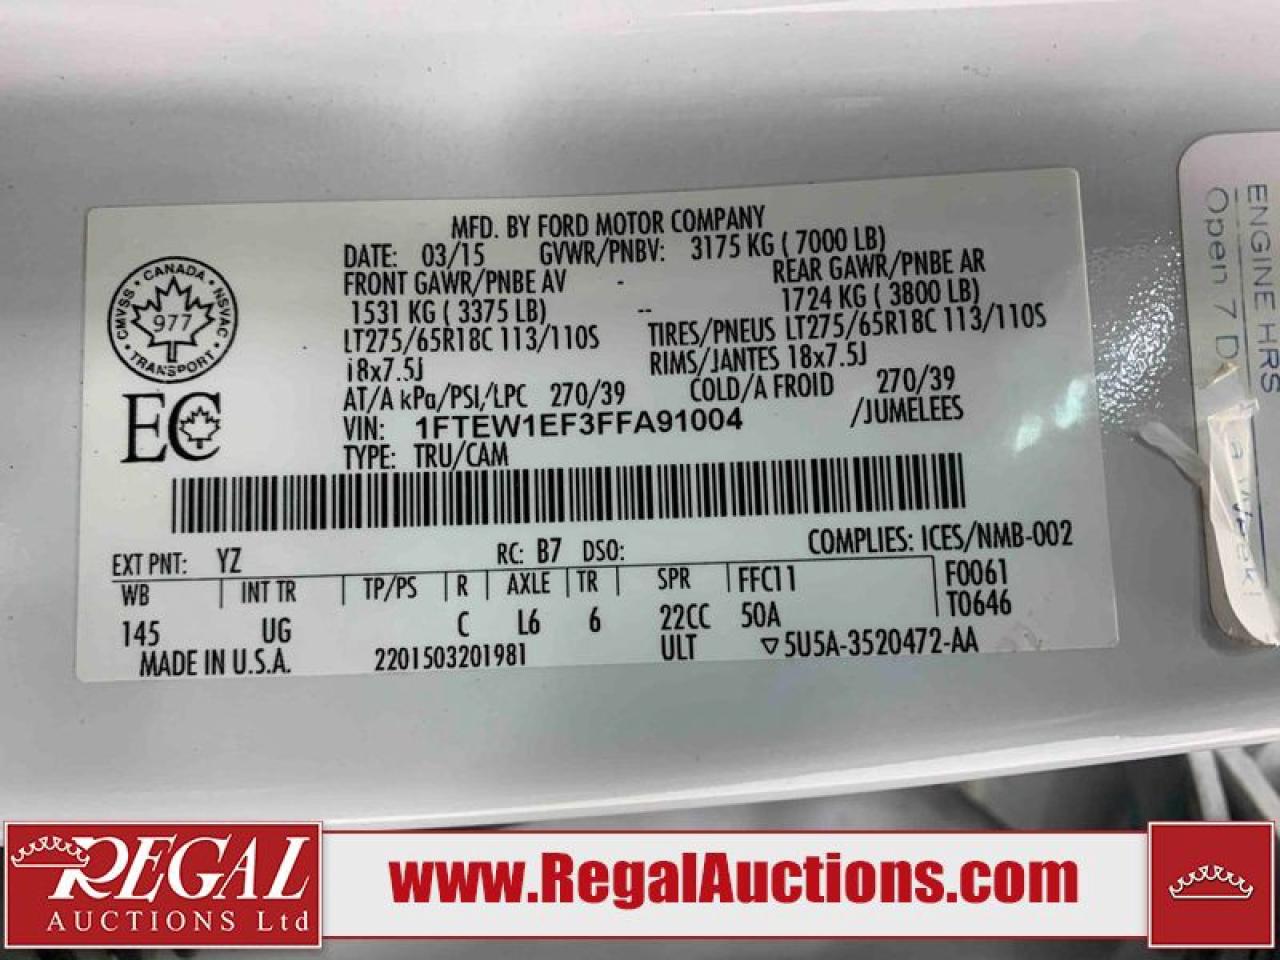 MFD. BY FORD MOTOR COMPANY
DATE: 03/15 GVWR/PNBV: 3175 KG ( 7000 LB)
FRONT GAWR/PNBE AV - REAR GAWR/PNBE AR
1531 KG ( 3375 LB) -- 1724 KG ( 3800 LB)
LT275/65R18C 113/110S TIRES/PNEUS LT275/65R18C 113/110S
18x7.5J RIMS/JANTES 18x7.5J
AT/A kPa/PSI/LPC 270/39 COLD/A FROID 270/39
VIN: 1FTEW1EF3FFA91004 /JUMELEES
TYPE: TRU/CAM
CANADA
CMVSS · NSVAC
977
TRANSPORT
EC
EXT PNT: YZ RC: B7 DSO: COMPLIES: ICES/NMB-002
WB INT TR TP/PS R AXLE TR SPR FFC11 F0061
145 UG C L6 6 22CC 50A T0646
MADE IN U.S.A. 2201503201981 ULT ▽5U5A-3520472-AA
ENGINE HRS
Open 7 D
a week!
REGAL
AUCTIONS Ltd
www.RegalAuctions.com